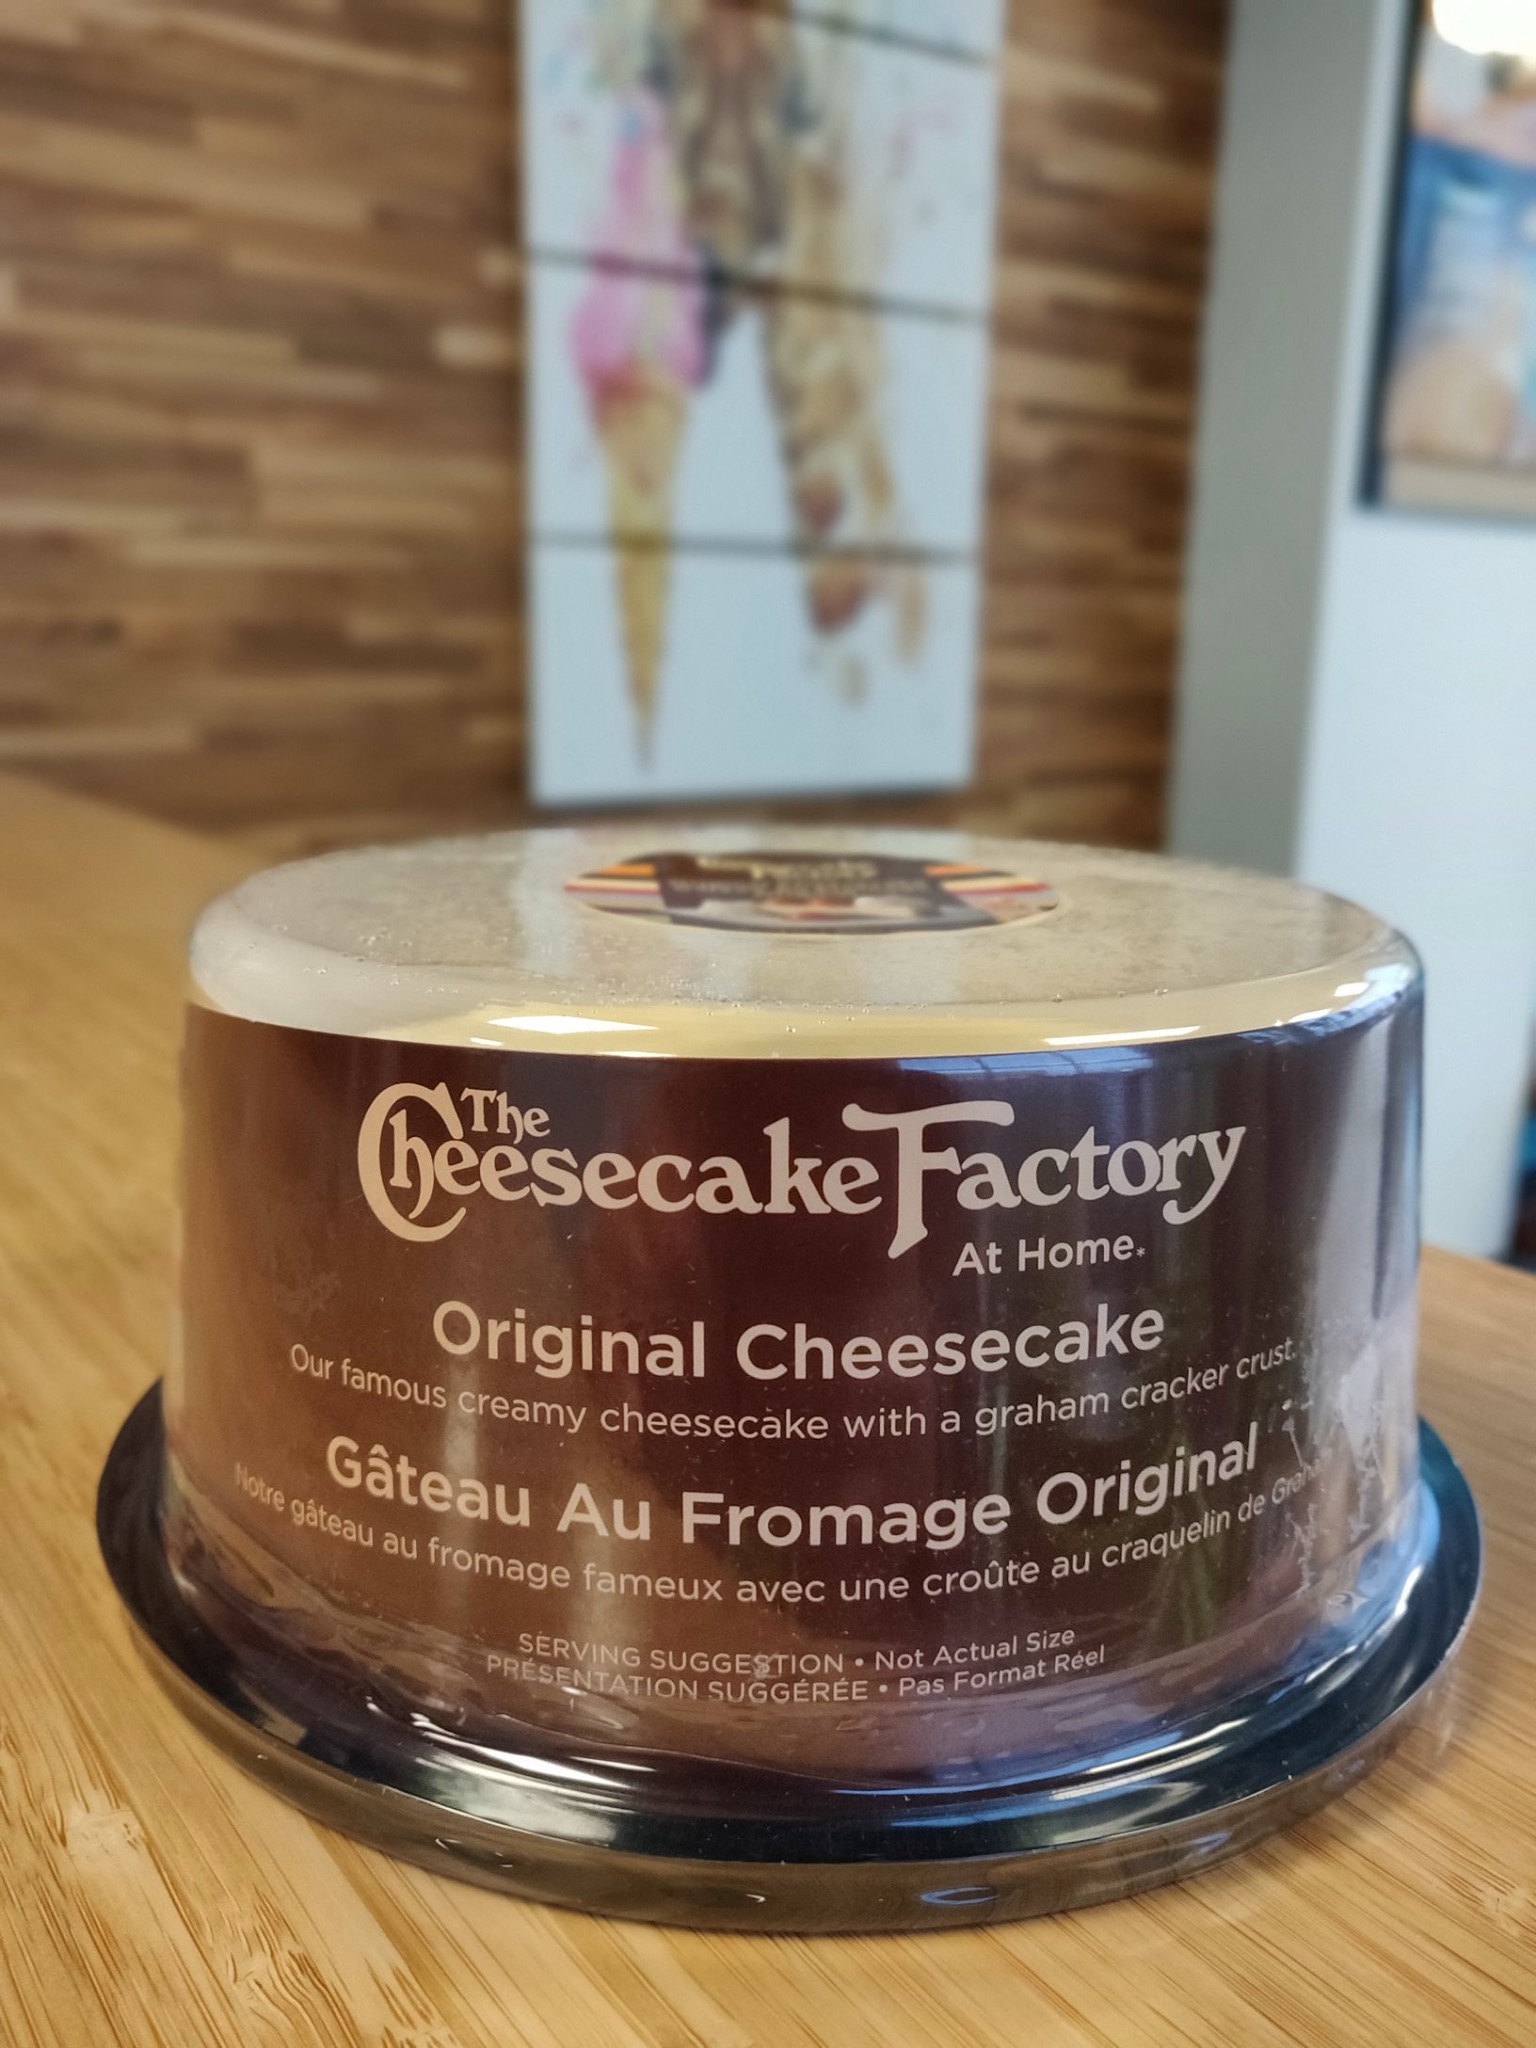 The
Cheesecake Factory
At Home*
Original Cheesecake
Our famous creamy cheesecake with a graham cracker crust.
Gâteau Au Fromage Original
Notre gâteau au fromage fameux avec une croûte au craquelin de
SERVING SUGGESTION • Not Actual Size
PRÉSENTATION SUGGÉRÉE • Pas Format Réel